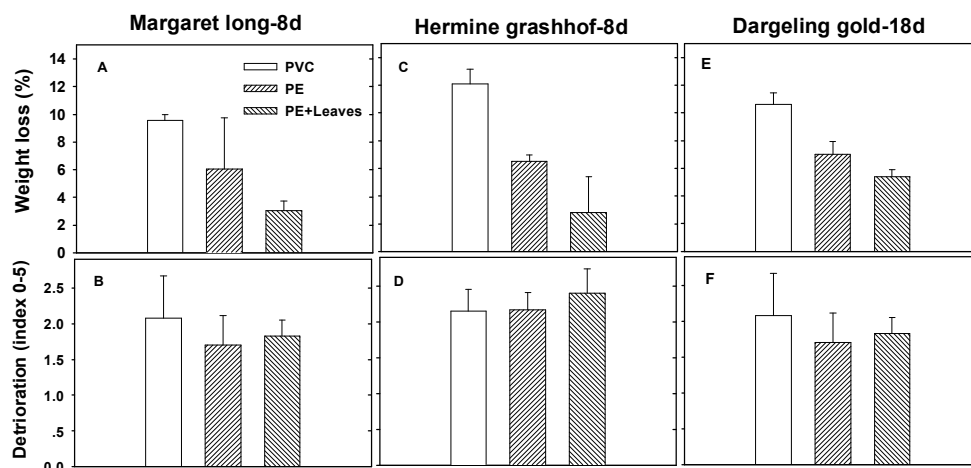 Margaret long-8d
Hermine grashhof-8d
Dargeling gold-18d
Weight loss (%)
14
12
10
8
6
4
2
0
A
PVC
PE
PE+Leaves
C
E
Detrioration (index 0-5)
2.5
2.0
1.5
1.0
.5
0.0
B
D
F